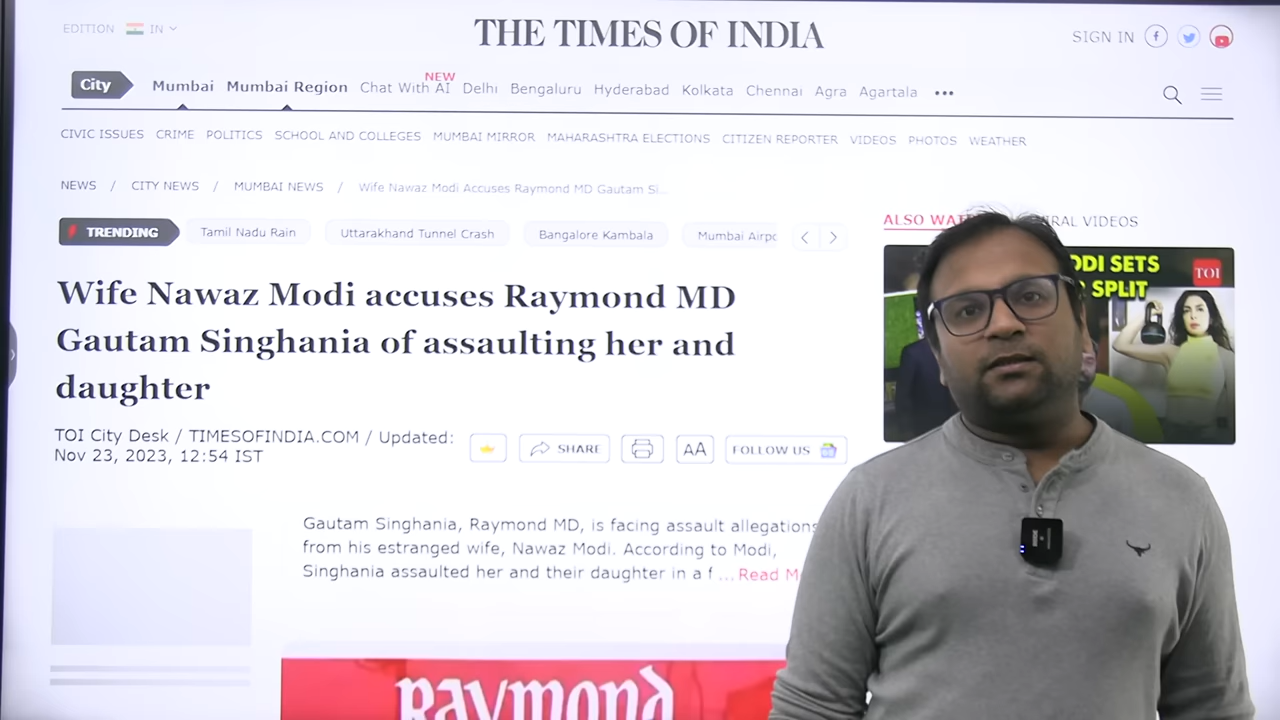 EDITION IN
THE TIMES OF INDIA
SIGN IN
City Mumbai Mumbai Region Chat With AI NEW Delhi Bengaluru Hyderabad Kolkata Chennai Agra Agartala
CIVIC ISSUES CRIME POLITICS SCHOOL AND COLLEGES MUMBAI MIRROR MAHARASHTRA ELECTIONS CITIZEN REPORTER VIDEOS PHOTOS WEATHER
NEWS / CITY NEWS / MUMBAI NEWS / Wife Nawaz Modi Accuses Raymond MD Gautam Si...
TRENDING Tamil Nadu Rain Uttarakhand Tunnel Crash Bangalore Kambala Mumbai Airpo
Wife Nawaz Modi accuses Raymond MD
Gautam Singhania of assaulting her and
daughter
TOI City Desk / TIMESOFINDIA.COM / Updated:
Nov 23, 2023, 12:54 IST
SHARE AA FOLLOW US
Gautam Singhania, Raymond MD, is facing assault allegations
from his estranged wife, Nawaz Modi. According to Modi,
Singhania assaulted her and their daughter in a f ... Read M
Raymond
ALSO WAT RAL VIDEOS
ODI SETS
SPLIT
TOI